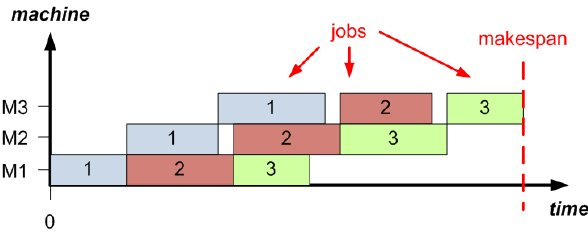 machine
jobs
makespan
M3 1 2 3
M2 1 2 3
M1 1 2 3
0
time